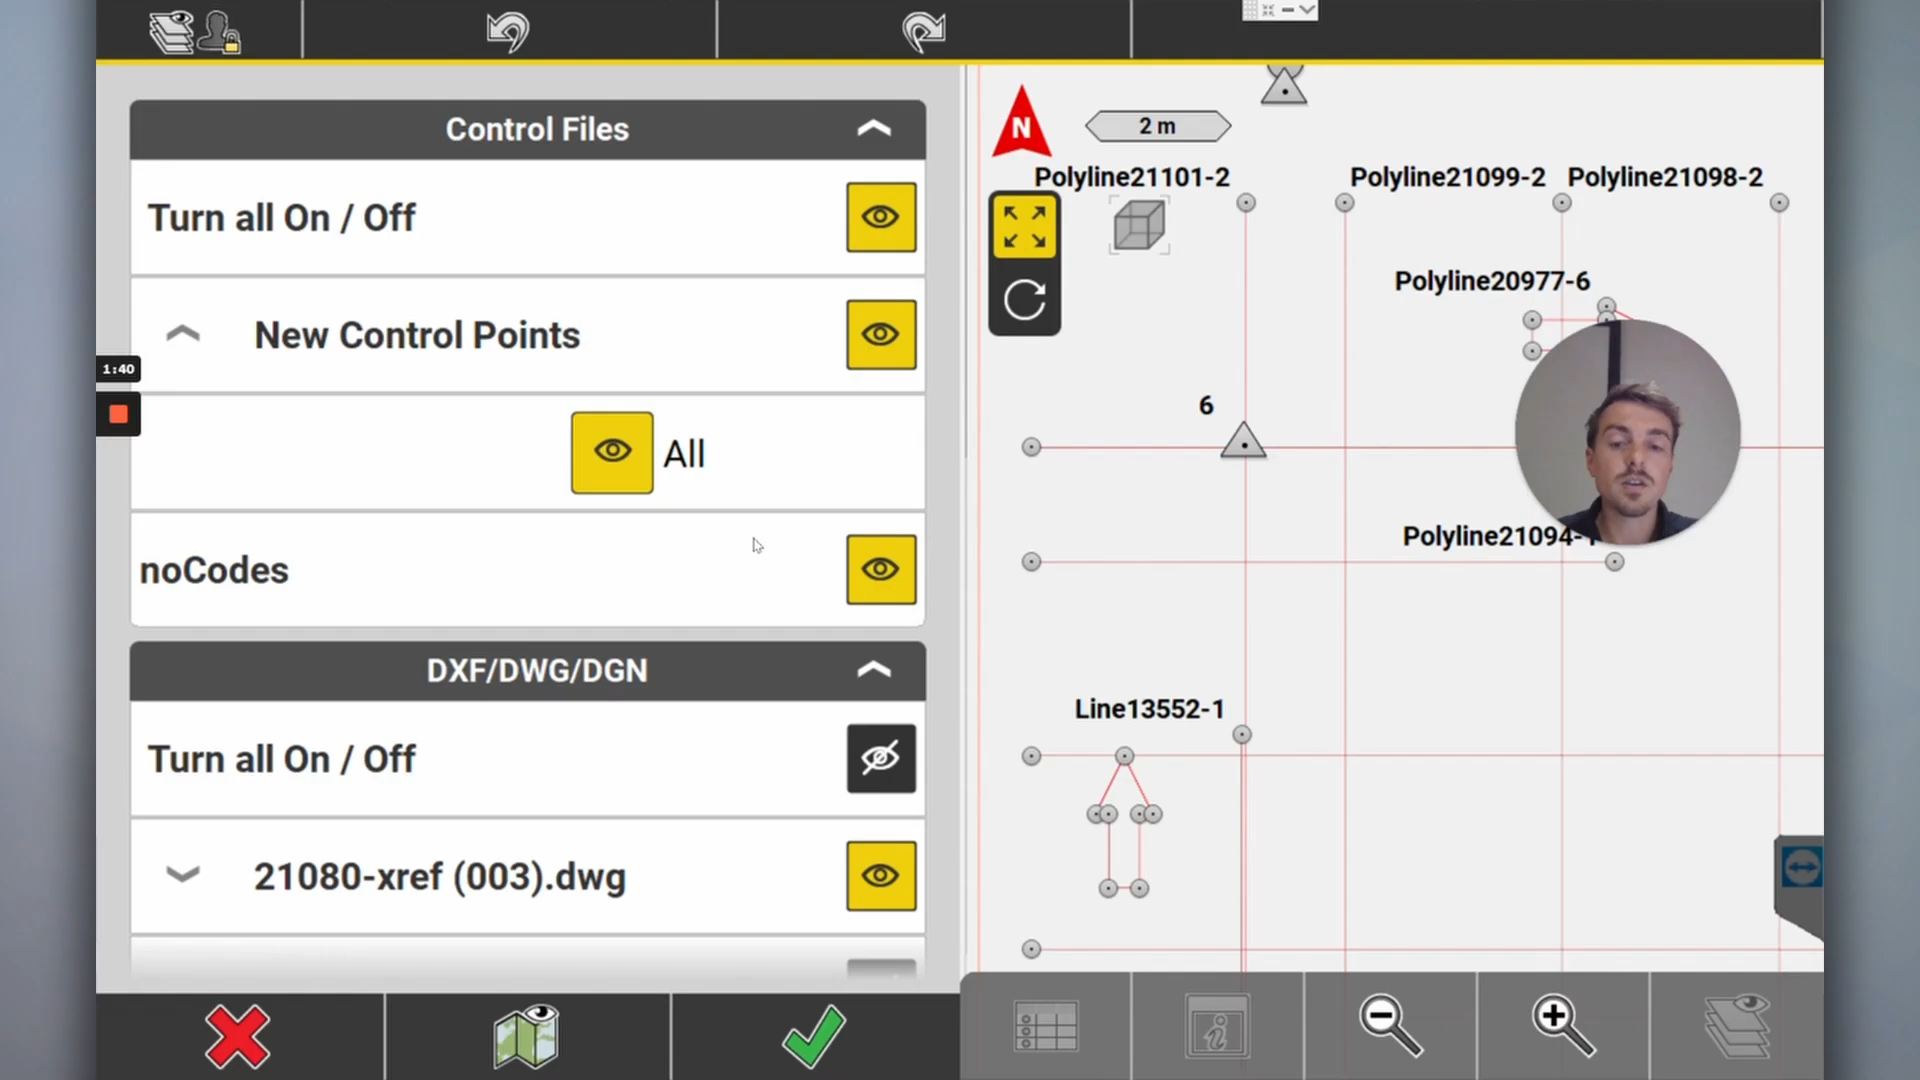 Control Files
Turn all On / Off
New Control Points
All
noCodes
DXF/DWG/DGN
Turn all On / Off
21080-xref (003).dwg
1:40
N
2 m
Polyline21101-2
Polyline21099-2
Polyline21098-2
Polyline20977-6
6
Polyline21094-
Line13552-1